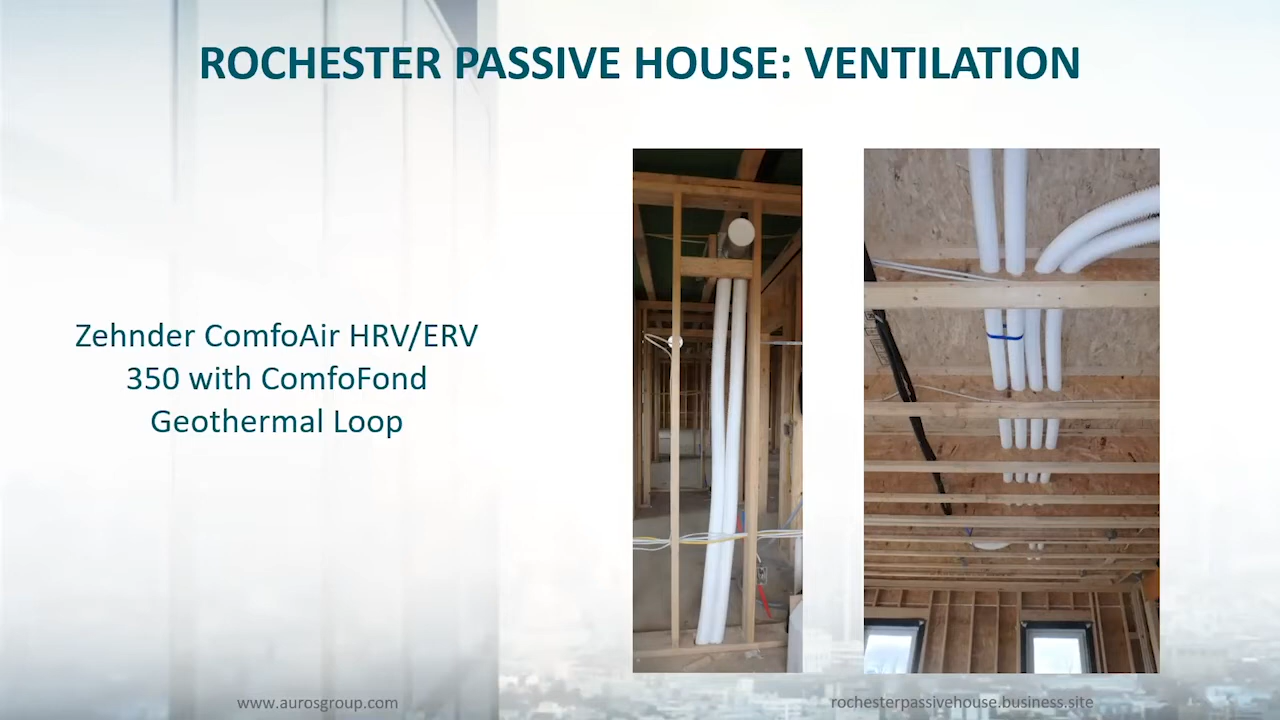 ROCHESTER PASSIVE HOUSE: VENTILATION
Zehnder ComfoAir HRV/ERV
350 with ComfoFond
Geothermal Loop
www.aurosgroup.com
rochesterpassivehouse.business.site